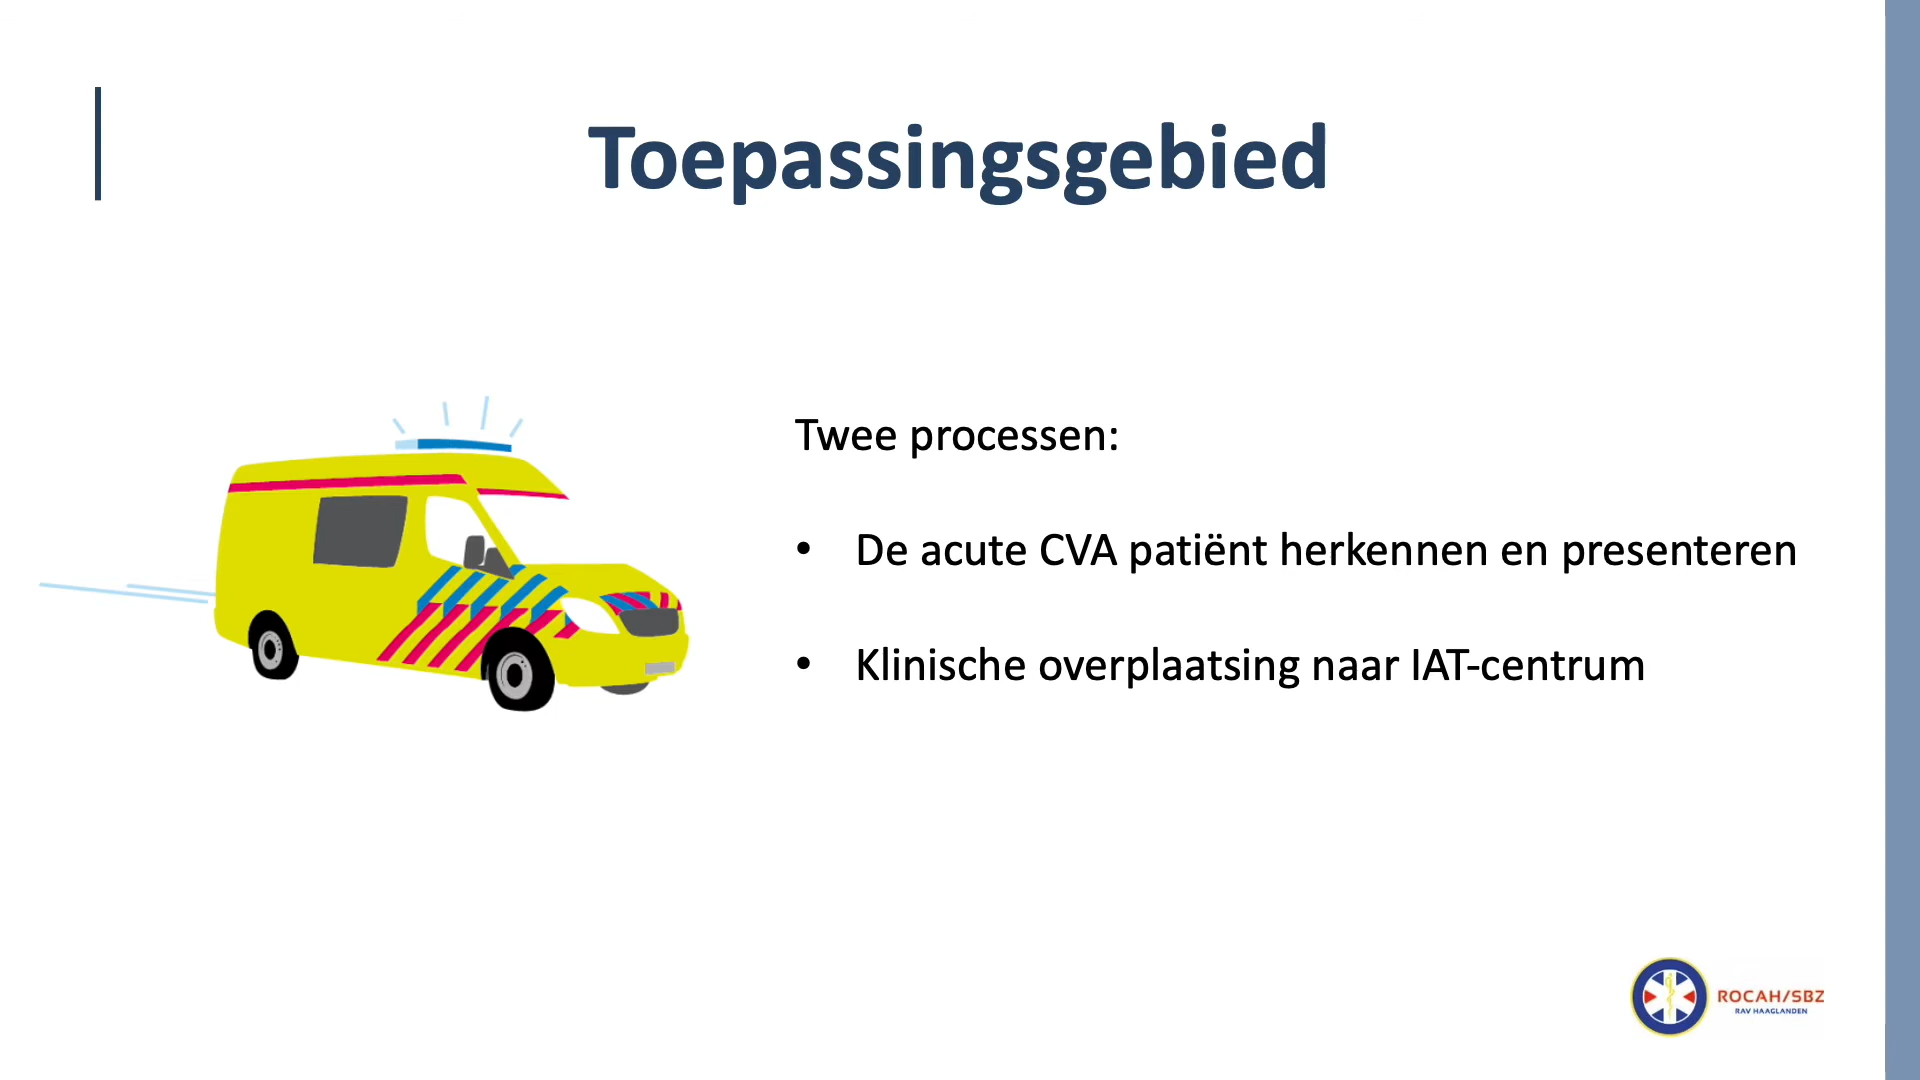 Toepassingsgebied
Twee processen:
• De acute CVA patiënt herkennen en presenteren
• Klinische overplaatsing naar IAT-centrum
ROCAH/SBZ
RAV HAAGLANDEN